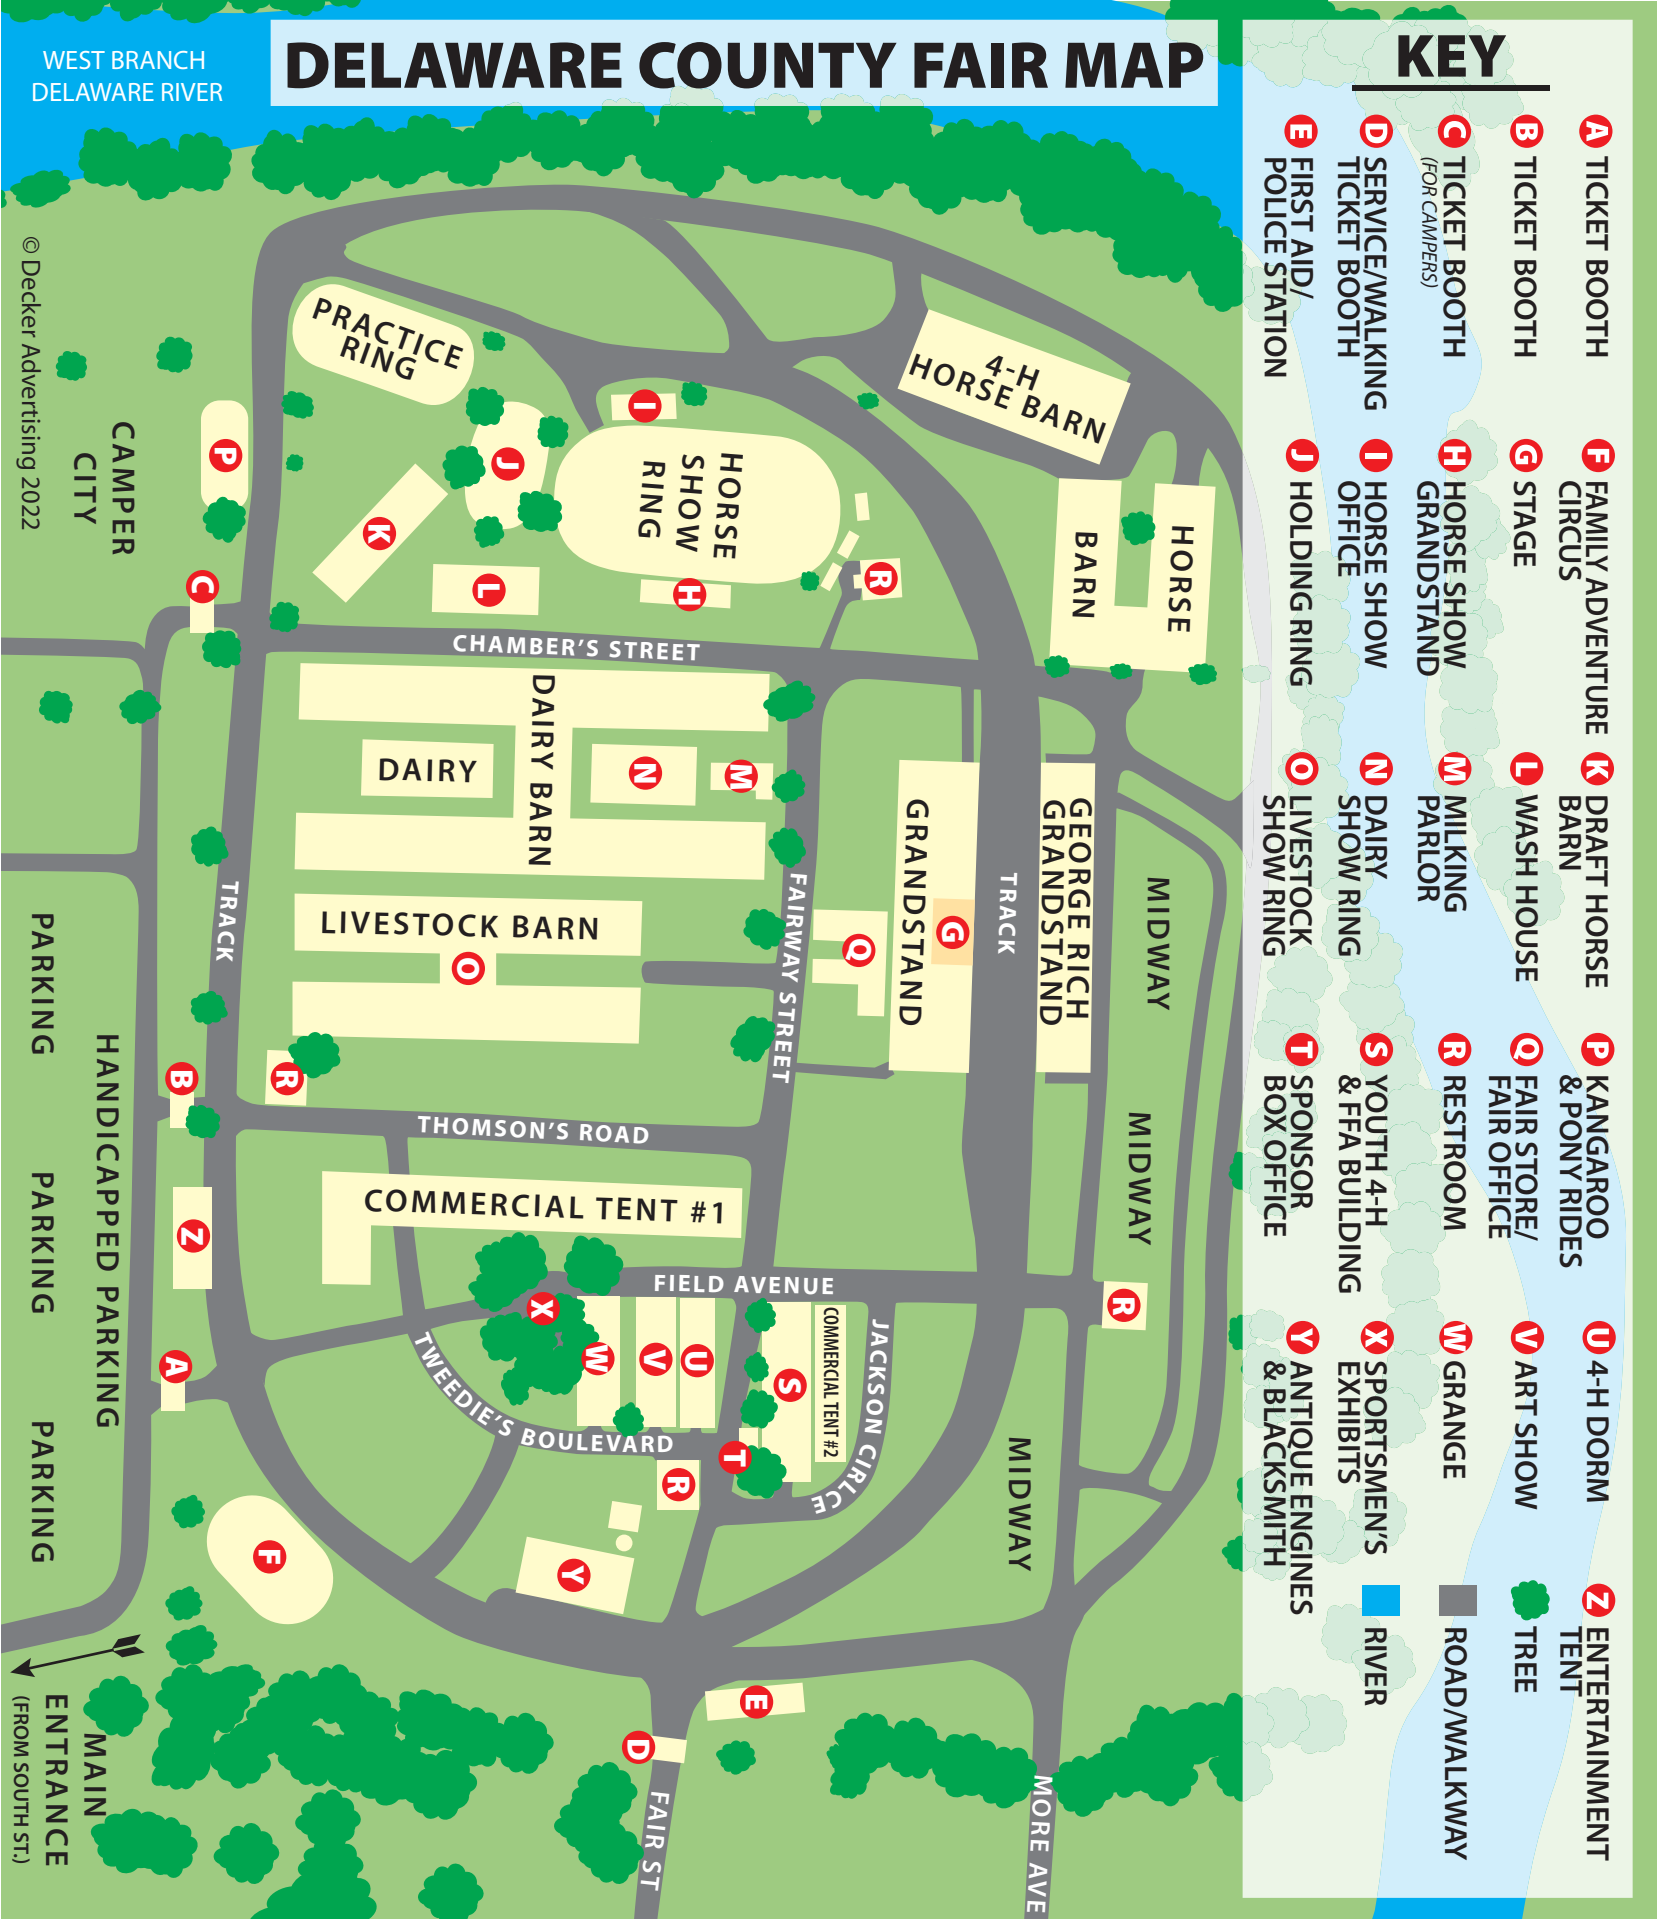 DELAWARE COUNTY FAIR MAP
WEST BRANCH
DELAWARE RIVER
KEY
A TICKET BOOTH
B TICKET BOOTH
C TICKET BOOTH
(FOR CAMPERS)
D SERVICE/WALKING
TICKET BOOTH
E FIRST AID/
POLICE STATION
F FAMILY ADVENTURE
CIRCUS
G STAGE
H HORSE SHOW
GRANDSTAND
I HORSE SHOW
OFFICE
J HOLDING RING
K DRAFT HORSE
BARN
L WASH HOUSE
M MILKING
PARLOR
N DAIRY
SHOW RING
O LIVESTOCK
SHOW RING
P KANGAROO
& PONY RIDES
Q FAIR STORE/
FAIR OFFICE
R RESTROOM
S YOUTH 4-H
& FFA BUILDING
T SPONSOR
BOX OFFICE
U 4-H DORM
V ART SHOW
W GRANGE
X SPORTSMEN'S
EXHIBITS
Y ANTIQUE ENGINES
& BLACKSMITH
Z ENTERTAINMENT
TENT
TREE
ROAD/WALKWAY
RIVER
© Decker Advertising 2022
PRACTICE
RING
4-H
HORSE BARN
I
P
CAMPER
CITY
J
K
HORSE
SHOW
RING
R
HORSE
BARN
C
L
H
CHAMBER'S STREET
DAIRY BARN
DAIRY
N
M
GRANDSTAND
GEORGE RICH
GRANDSTAND
TRACK
TRACK
MIDWAY
FAIRWAY STREET
LIVESTOCK BARN
O
Q
G
PARKING
HANDICAPPED PARKING
B
R
THOMSON'S ROAD
MIDWAY
PARKING
Z
COMMERCIAL TENT #1
FIELD AVENUE
R
X
W
V
U
S
COMMERCIAL TENT #2
JACKSON CIRLCE
A
TWEEDIE'S BOULEVARD
T
R
PARKING
MIDWAY
F
Y
E
D
MAIN
ENTRANCE
(FROM SOUTH ST.)
FAIR ST
MORE AVE